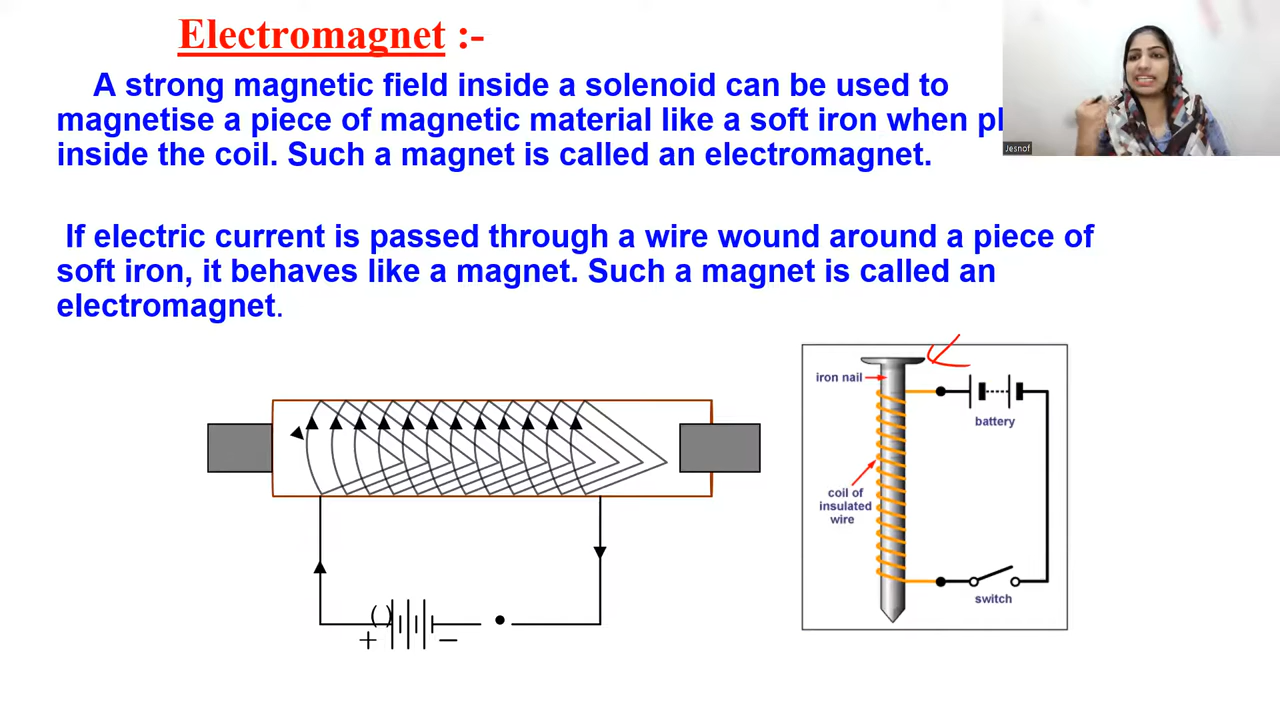 Electromagnet :-
A strong magnetic field inside a solenoid can be used to
magnetise a piece of magnetic material like a soft iron when
inside the coil. Such a magnet is called an electromagnet.
Jesnof
If electric current is passed through a wire wound around a piece of
soft iron, it behaves like a magnet. Such a magnet is called an
electromagnet.
iron nail
battery
coil of
insulated
wire
switch
( )
+ −